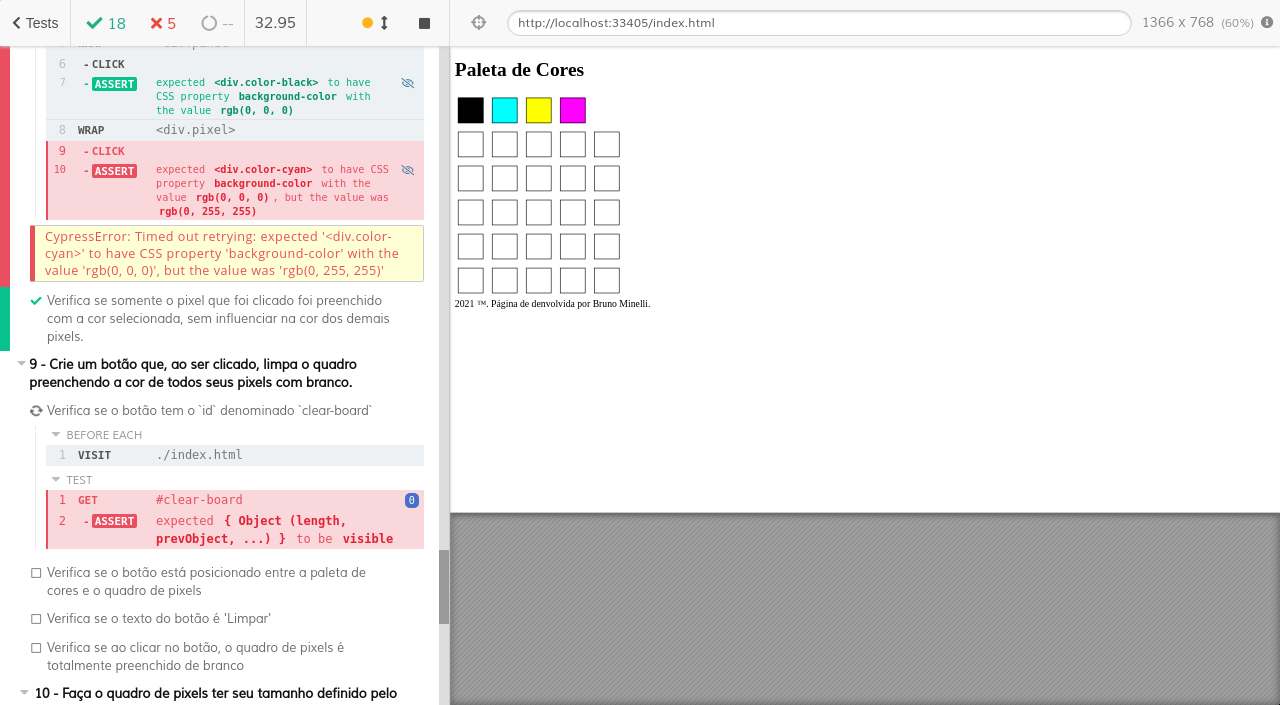 Tests 18 5 -- 32.95
http://localhost:33405/index.html 1366 x 768 (60%)
6 - CLICK
7 - ASSERT expected <div.color-black> to have
CSS property background-color with
the value rgb(0, 0, 0)
8 WRAP <div.pixel>
9 - CLICK
10 - ASSERT expected <div.color-cyan> to have CSS
property background-color with the
value rgb(0, 0, 0), but the value was
rgb(0, 255, 255)
CypressError: Timed out retrying: expected '<div.color-
cyan>' to have CSS property 'background-color' with the
value 'rgb(0, 0, 0)', but the value was 'rgb(0, 255, 255)'
Verifica se somente o pixel que foi clicado foi preenchido
com a cor selecionada, sem influenciar na cor dos demais
pixels.
9 - Crie um botão que, ao ser clicado, limpa o quadro
preenchendo a cor de todos seus pixels com branco.
Verifica se o botão tem o `id` denominado `clear-board`
BEFORE EACH
1 VISIT ./index.html
TEST
1 GET #clear-board 0
2 - ASSERT expected { Object (length,
prevObject, ...) } to be visible
Verifica se o botão está posicionado entre a paleta de
cores e o quadro de pixels
Verifica se o texto do botão é 'Limpar'
Verifica se ao clicar no botão, o quadro de pixels é
totalmente preenchido de branco
10 - Faça o quadro de pixels ter seu tamanho definido pelo
Paleta de Cores
2021 ™. Página de denvolvida por Bruno Minelli.